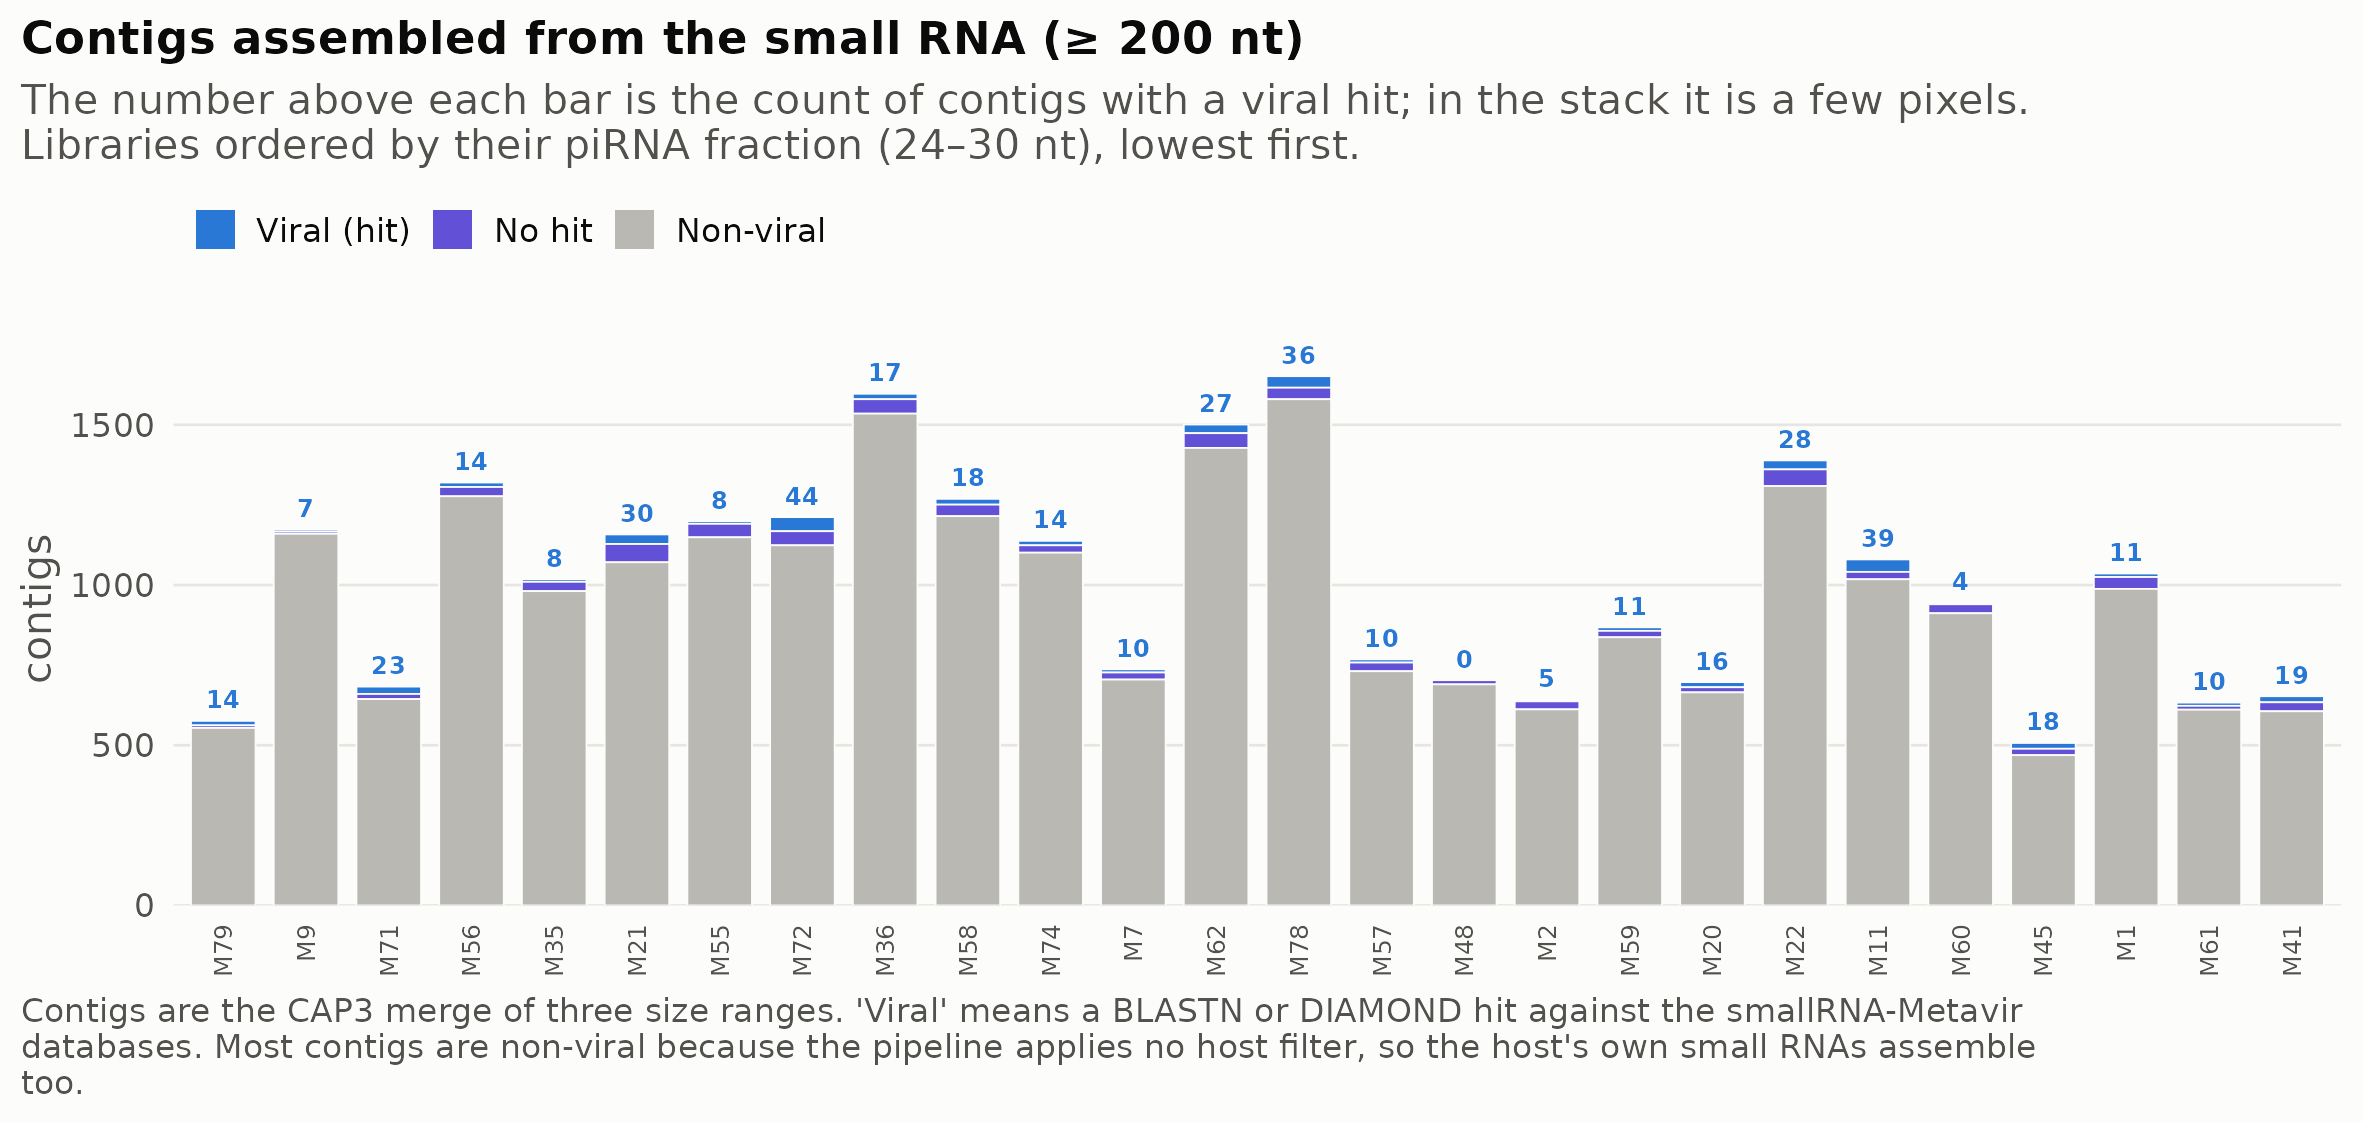 Contigs assembled from the small RNA (≥ 200 nt)
The number above each bar is the count of contigs with a viral hit; in the stack it is a few pixels.
Libraries ordered by their piRNA fraction (24–30 nt), lowest first.
Viral (hit) No hit Non-viral
contigs
1500
1000
500
0
14 7 23 14 8 30 8 44 17 18 14 10 27 36 10 0 5 11 16 28 39 4 18 11 10 19
M79 M9 M71 M56 M35 M21 M55 M72 M36 M58 M74 M7 M62 M78 M57 M48 M2 M59 M20 M22 M11 M60 M45 M1 M61 M41
Contigs are the CAP3 merge of three size ranges. 'Viral' means a BLASTN or DIAMOND hit against the smallRNA-Metavir
databases. Most contigs are non-viral because the pipeline applies no host filter, so the host's own small RNAs assemble
too.